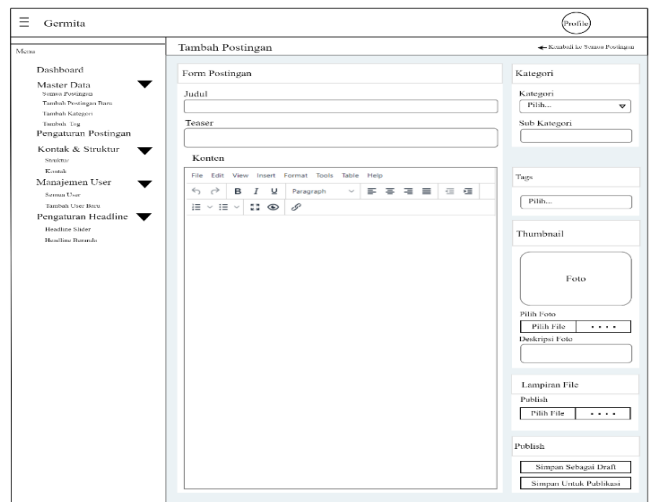 Germita
Profile
Menu
Tambah Postingan
Kembali ke Semua Postingan
Dashboard
Master Data
Semua Postingan
Tambah Postingan Baru
Tambah Kategori
Tambah Tag
Pengaturan Postingan
Kontak & Struktur
Struktur
Kontak
Manajemen User
Semua User
Tambah User Baru
Pengaturan Headline
Headline Slider
Headline Beranda
Form Postingan
Judul
Teaser
Konten
File Edit View Insert Format Tools Table Help
B I U Paragraph
Kategori
Kategori
Pilih...
Sub Kategori
Tags
Pilih...
Thumbnail
Foto
Pilih Foto
Pilih File
Deskripsi Foto
Lampiran File
Publish
Pilih File
Publish
Simpan Sebagai Draft
Simpan Untuk Publikasi